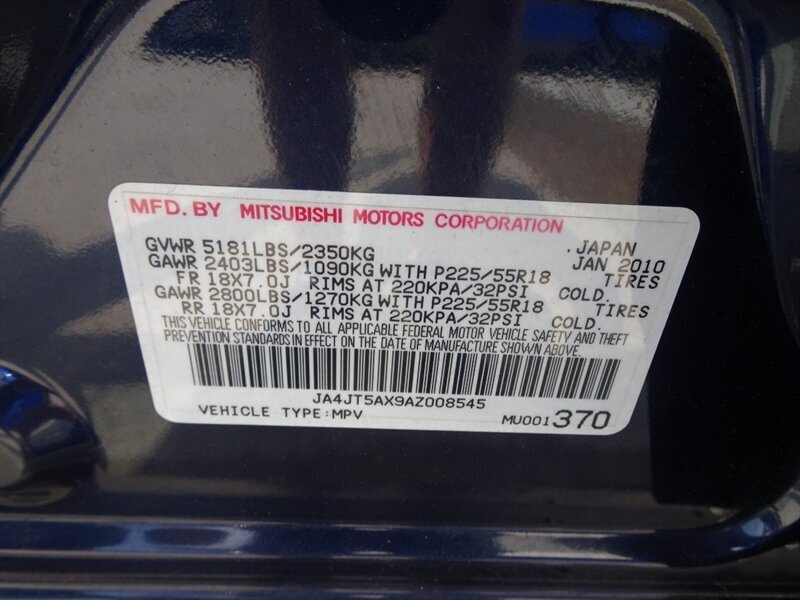 MFD. BY MITSUBISHI MOTORS CORPORATION
GVWR 5181LBS/2350KG JAPAN
GAWR 2403LBS/1090KG WITH P225/55R18 JAN 2010
FR 18X7.0J RIMS AT 220KPA/32PSI COLD. TIRES
GAWR 2800LBS/1270KG WITH P225/55R18 TIRES
RR 18X7.0J RIMS AT 220KPA/32PSI COLD.
THIS VEHICLE CONFORMS TO ALL APPLICABLE FEDERAL MOTOR VEHICLE SAFETY AND THEFT
PREVENTION STANDARDS IN EFFECT ON THE DATE OF MANUFACTURE SHOWN ABOVE.
JA4JT5AX9AZ008545
VEHICLE TYPE:MPV MU001370